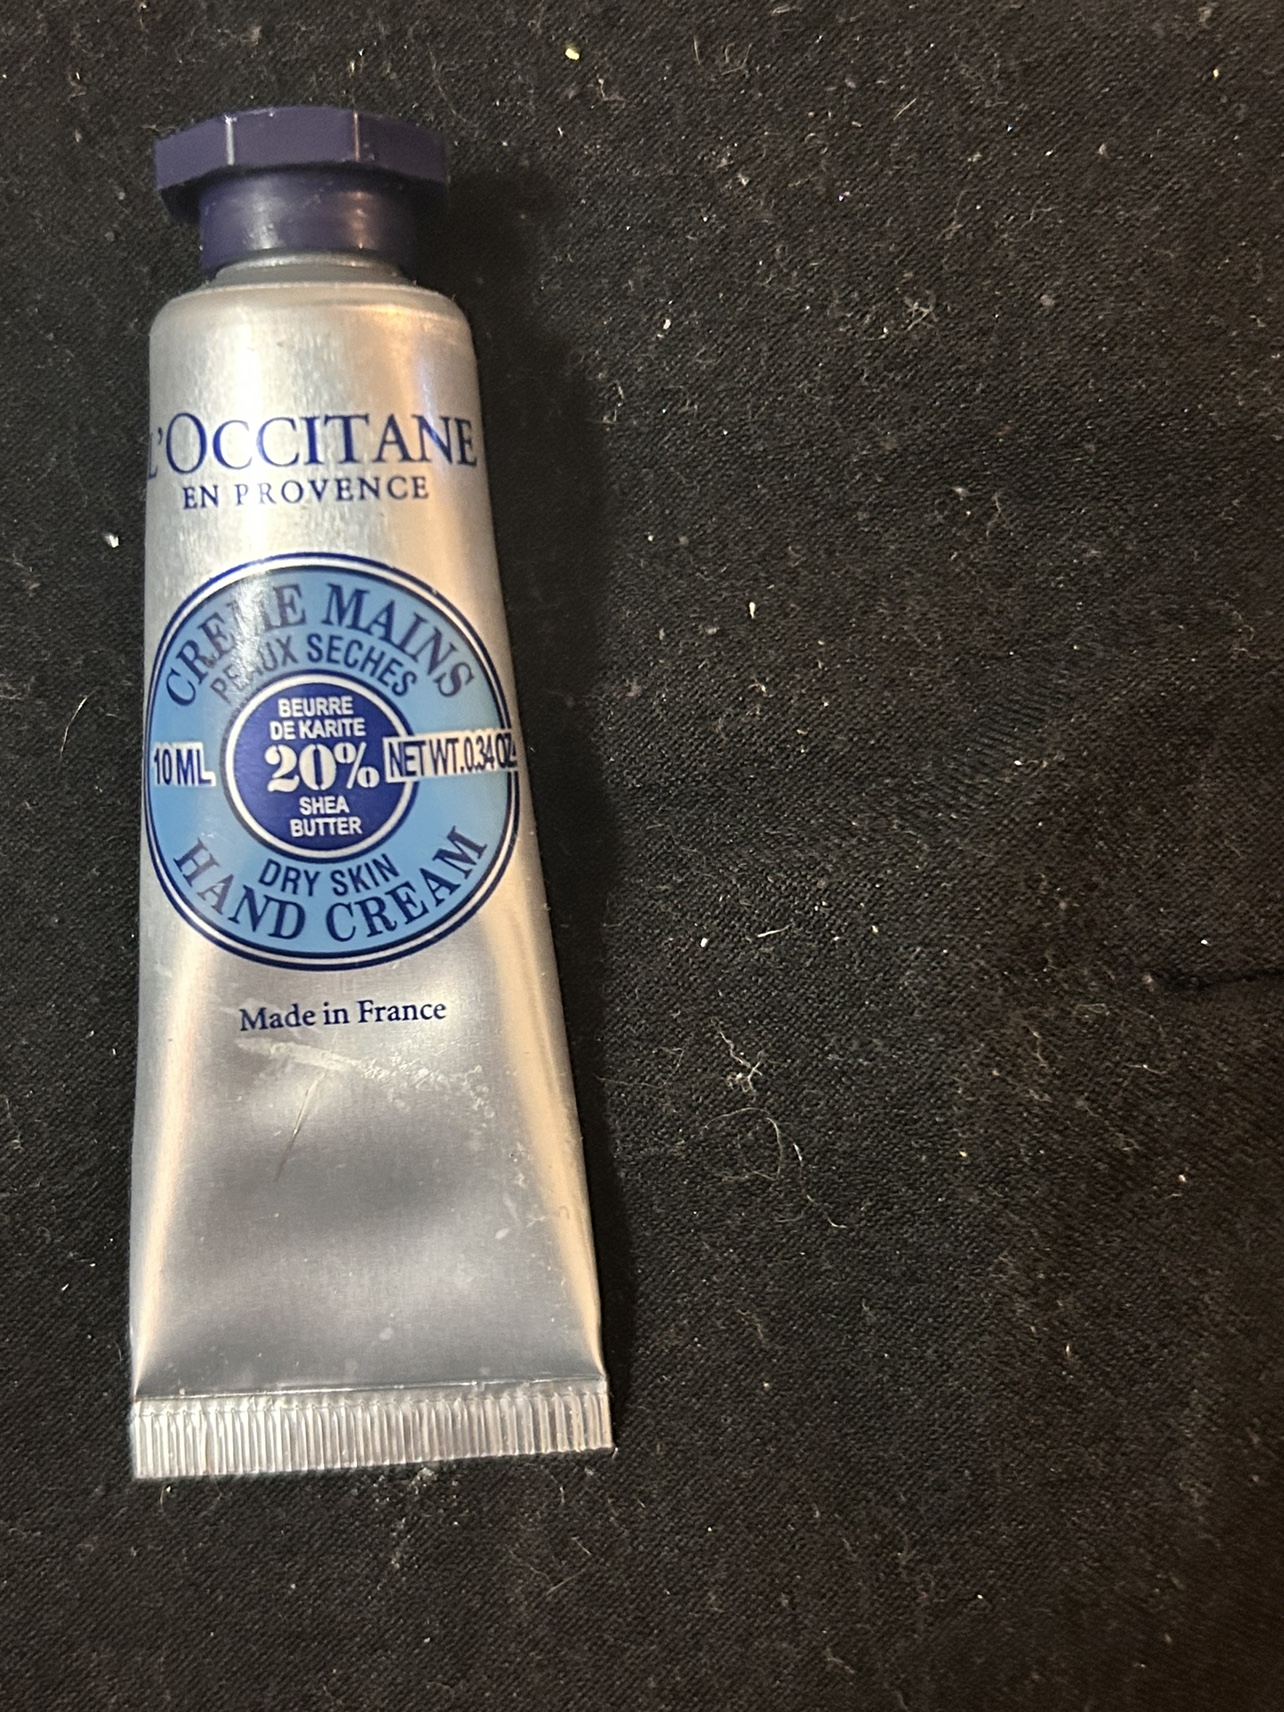 L'OCCITANE
EN PROVENCE
CREME MAINS
PEAUX SECHES
BEURRE
DE KARITE
10 ML
20%
NET WT. 0.34 OZ.
SHEA
BUTTER
DRY SKIN
HAND CREAM
Made in France